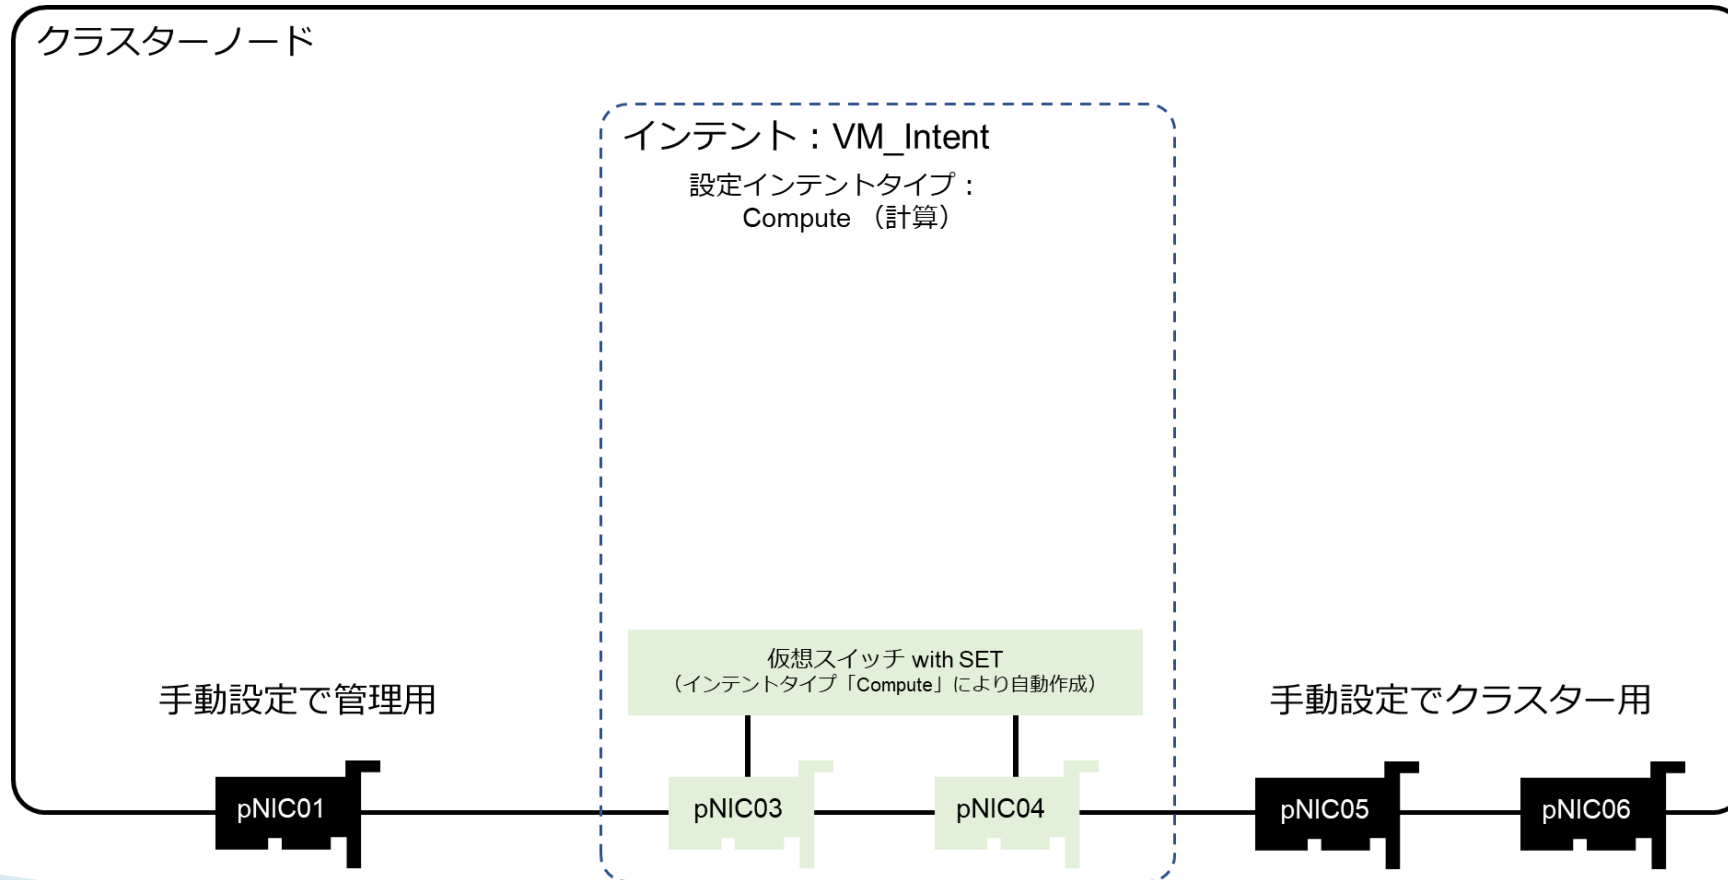 クラスターノード
インテント：VM_Intent
設定インテントタイプ：
Compute （計算）
仮想スイッチ with SET
（インテントタイプ「Compute」により自動作成）
手動設定で管理用
手動設定でクラスター用
pNIC01
pNIC03
pNIC04
pNIC05
pNIC06